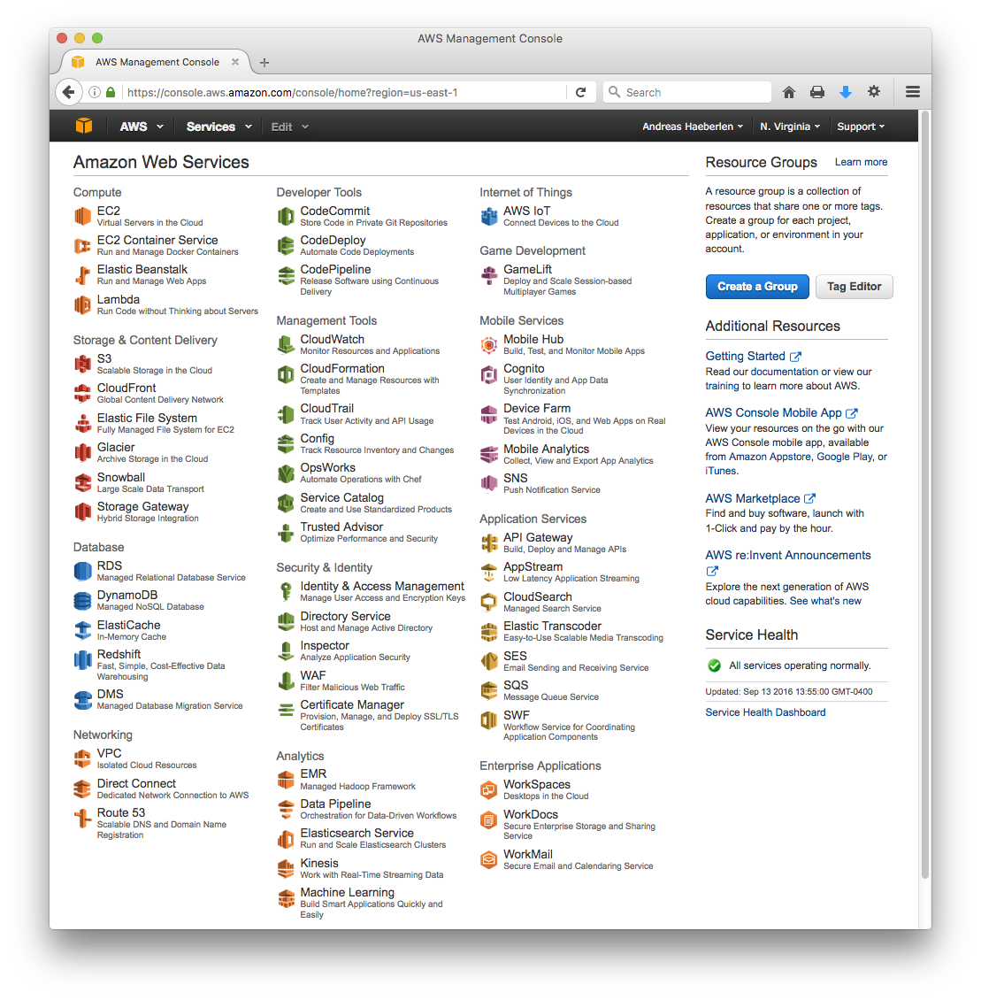 AWS Management Console
AWS Management Console
https://console.aws.amazon.com/console/home?region=us-east-1
Search
AWS
Services
Edit
Andreas Haeberlen
N. Virginia
Support
Amazon Web Services
Compute
EC2
Virtual Servers in the Cloud
EC2 Container Service
Run and Manage Docker Containers
Elastic Beanstalk
Run and Manage Web Apps
Lambda
Run Code without Thinking about Servers
Storage & Content Delivery
S3
Scalable Storage in the Cloud
CloudFront
Global Content Delivery Network
Elastic File System
Fully Managed File System for EC2
Glacier
Archive Storage in the Cloud
Snowball
Large Scale Data Transport
Storage Gateway
Hybrid Storage Integration
Database
RDS
Managed Relational Database Service
DynamoDB
Managed NoSQL Database
ElastiCache
In-Memory Cache
Redshift
Fast, Simple, Cost-Effective Data
Warehousing
DMS
Managed Database Migration Service
Networking
VPC
Isolated Cloud Resources
Direct Connect
Dedicated Network Connection to AWS
Route 53
Scalable DNS and Domain Name
Registration
Developer Tools
CodeCommit
Store Code in Private Git Repositories
CodeDeploy
Automate Code Deployments
CodePipeline
Release Software using Continuous
Delivery
Management Tools
CloudWatch
Monitor Resources and Applications
CloudFormation
Create and Manage Resources with
Templates
CloudTrail
Track User Activity and API Usage
Config
Track Resource Inventory and Changes
OpsWorks
Automate Operations with Chef
Service Catalog
Create and Use Standardized Products
Trusted Advisor
Optimize Performance and Security
Security & Identity
Identity & Access Management
Manage User Access and Encryption Keys
Directory Service
Host and Manage Active Directory
Inspector
Analyze Application Security
WAF
Filter Malicious Web Traffic
Certificate Manager
Provision, Manage, and Deploy SSL/TLS
Certificates
Analytics
EMR
Managed Hadoop Framework
Data Pipeline
Orchestration for Data-Driven Workflows
Elasticsearch Service
Run and Scale Elasticsearch Clusters
Kinesis
Work with Real-Time Streaming Data
Machine Learning
Build Smart Applications Quickly and
Easily
Internet of Things
AWS IoT
Connect Devices to the Cloud
Game Development
GameLift
Deploy and Scale Session-based
Multiplayer Games
Mobile Services
Mobile Hub
Build, Test, and Monitor Mobile Apps
Cognito
User Identity and App Data
Synchronization
Device Farm
Test Android, iOS, and Web Apps on Real
Devices in the Cloud
Mobile Analytics
Collect, View and Export App Analytics
SNS
Push Notification Service
Application Services
API Gateway
Build, Deploy and Manage APIs
AppStream
Low Latency Application Streaming
CloudSearch
Managed Search Service
Elastic Transcoder
Easy-to-Use Scalable Media Transcoding
SES
Email Sending and Receiving Service
SQS
Message Queue Service
SWF
Workflow Service for Coordinating
Application Components
Enterprise Applications
WorkSpaces
Desktops in the Cloud
WorkDocs
Secure Enterprise Storage and Sharing
Service
WorkMail
Secure Email and Calendaring Service
Resource Groups
Learn more
A resource group is a collection of
resources that share one or more tags.
Create a group for each project,
application, or environment in your
account.
Create a Group
Tag Editor
Additional Resources
Getting Started
Read our documentation or view our
training to learn more about AWS.
AWS Console Mobile App
View your resources on the go with our
AWS Console mobile app, available
from Amazon Appstore, Google Play, or
iTunes.
AWS Marketplace
Find and buy software, launch with
1-Click and pay by the hour.
AWS re:Invent Announcements
Explore the next generation of AWS
cloud capabilities. See what's new
Service Health
All services operating normally.
Updated: Sep 13 2016 13:55:00 GMT-0400
Service Health Dashboard